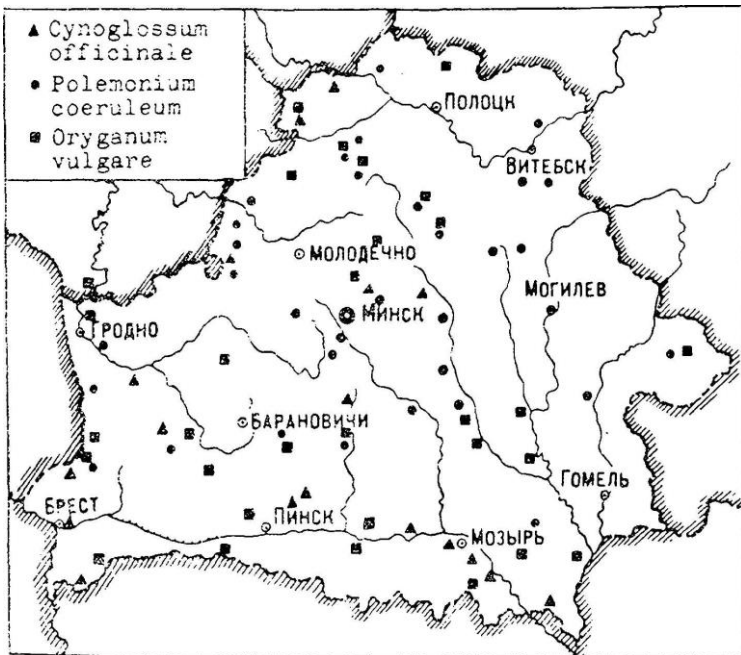 Cynoglossum
officinale
Polemonium
coeruleum
Oryganum
vulgare
ПОЛОЦК
ВИТЕБСК
МОЛОДЕЧНО
МОГИЛЕВ
МИНСК
ГРОДНО
БАРАНОВИЧИ
ГОМЕЛЬ
БРЕСТ
ПИНСК
МОЗЫРЬ